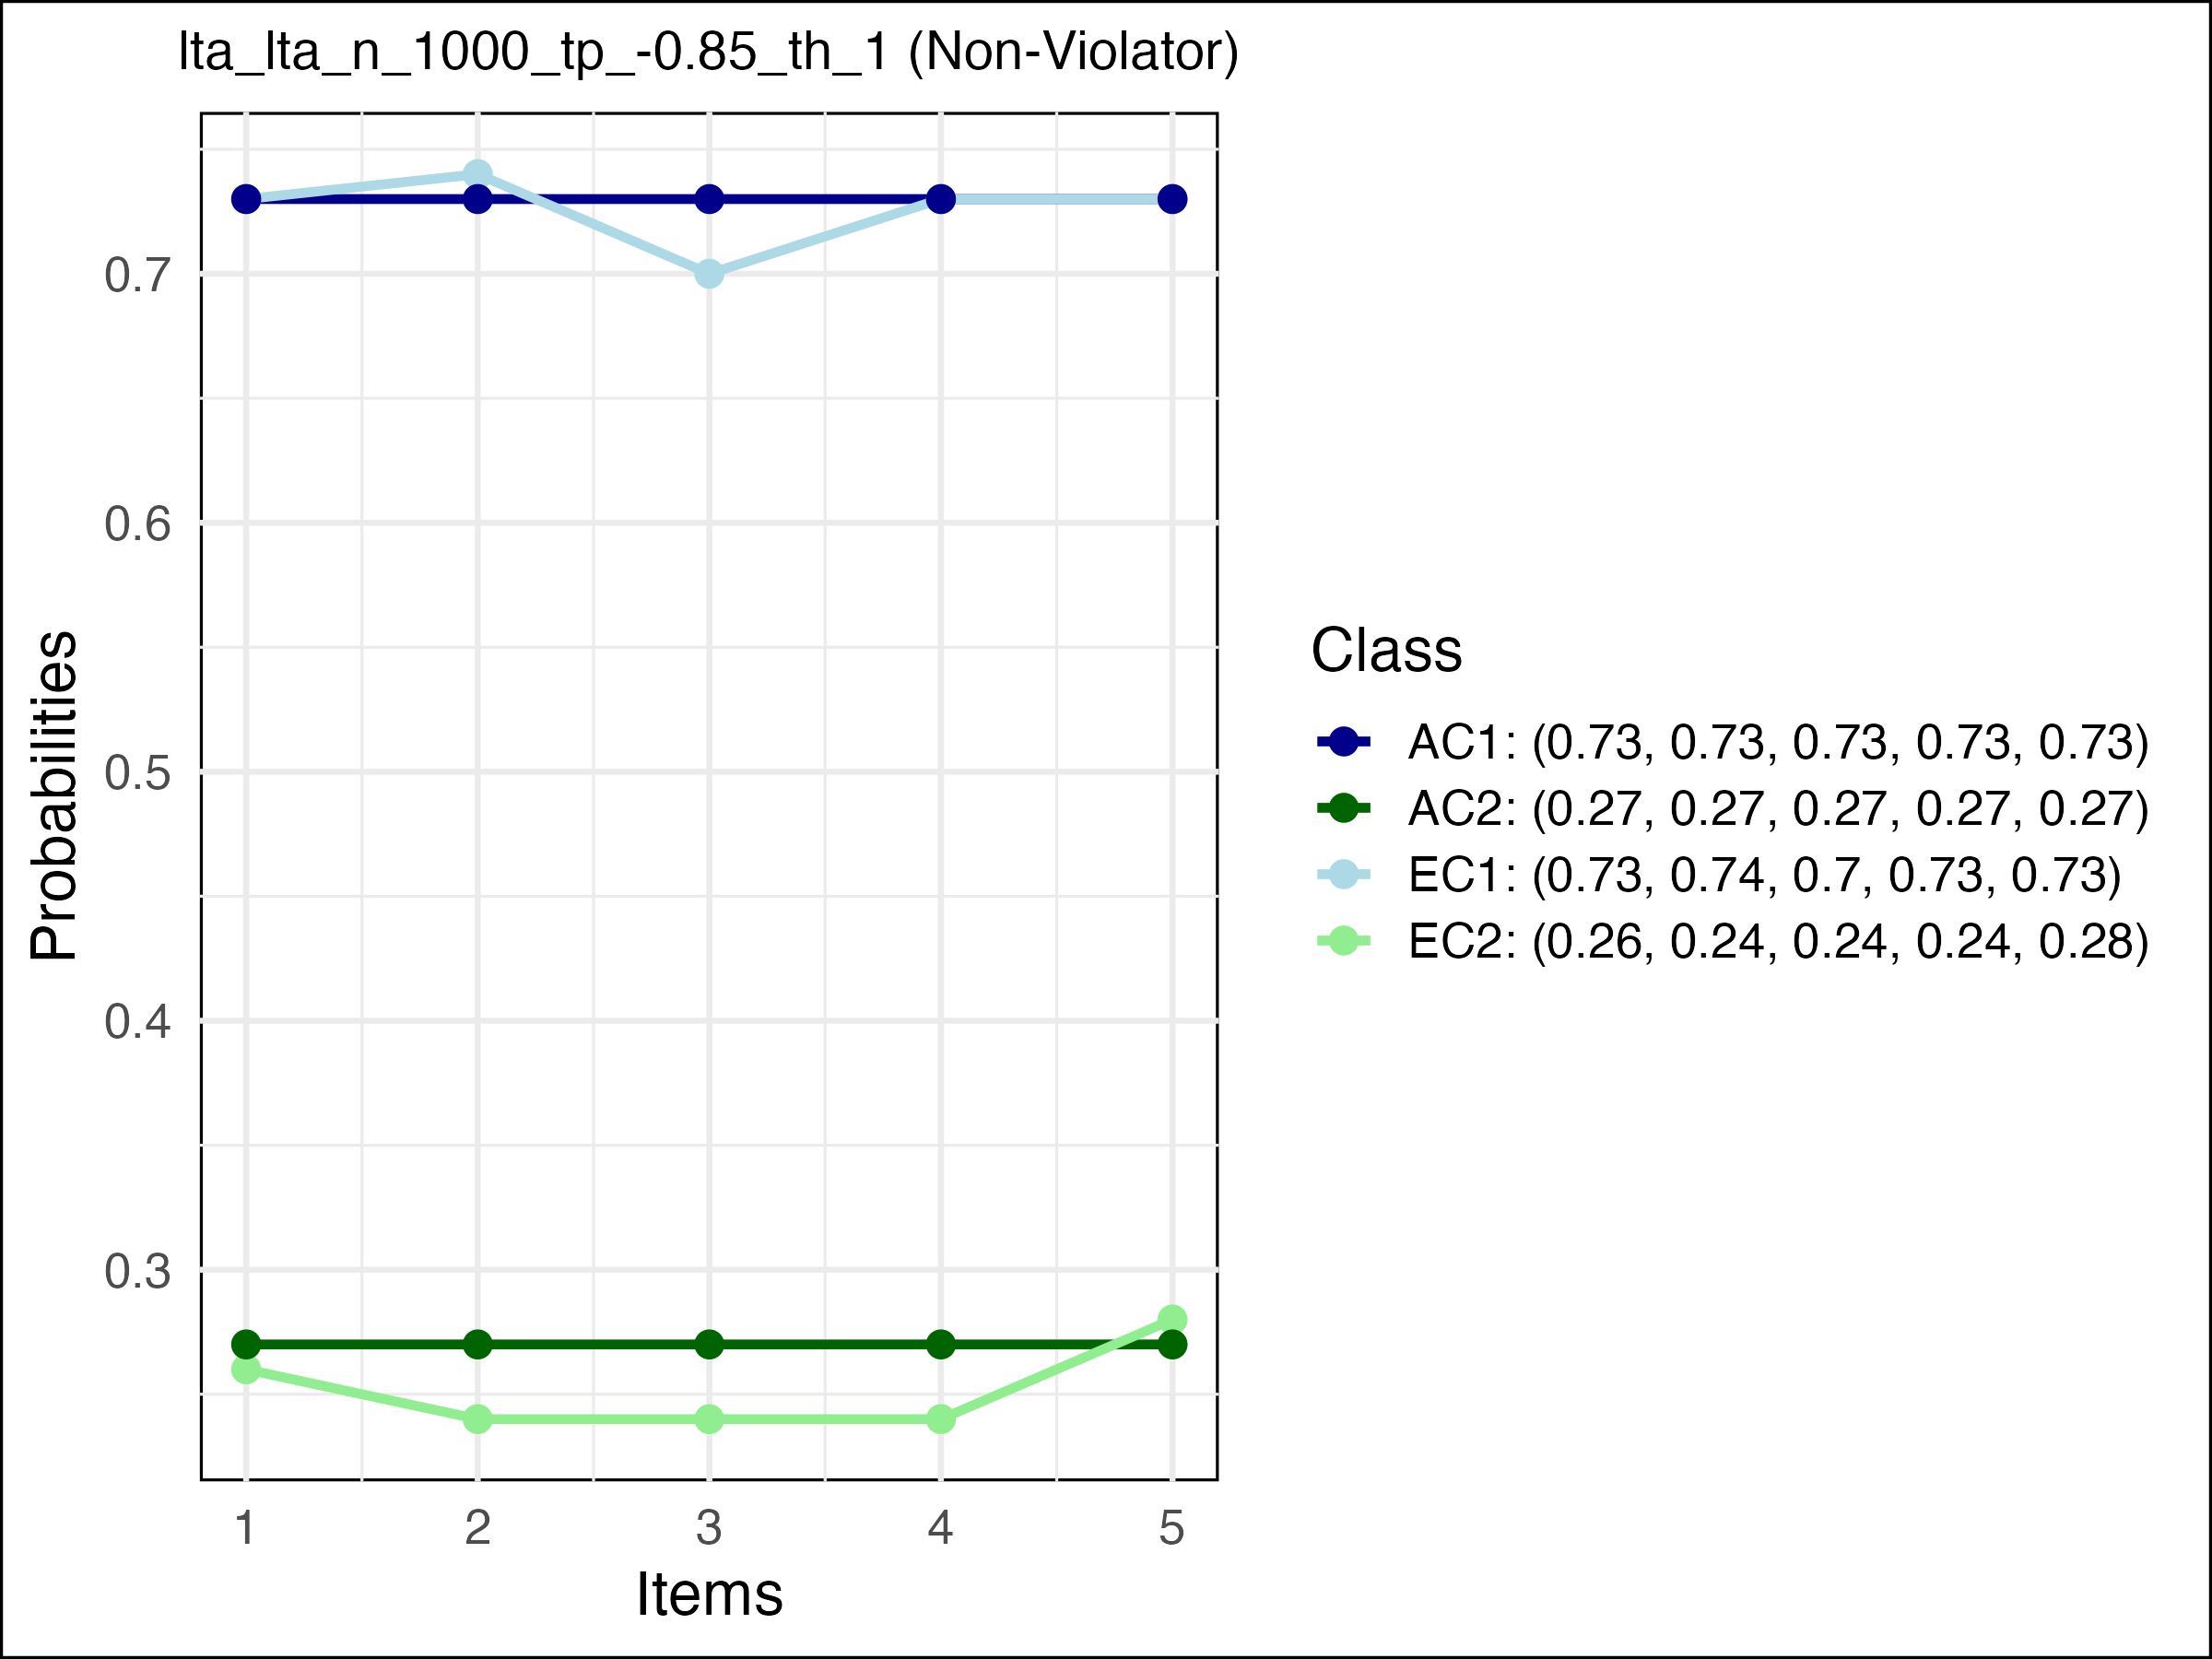 lta_lta_n_1000_tp_-0.85_th_1 (Non-Violator)
Probabilities
0.7
0.6
0.5
0.4
0.3
1 2 3 4 5
Items
Class
AC1: (0.73, 0.73, 0.73, 0.73, 0.73)
AC2: (0.27, 0.27, 0.27, 0.27, 0.27)
EC1: (0.73, 0.74, 0.7, 0.73, 0.73)
EC2: (0.26, 0.24, 0.24, 0.24, 0.28)